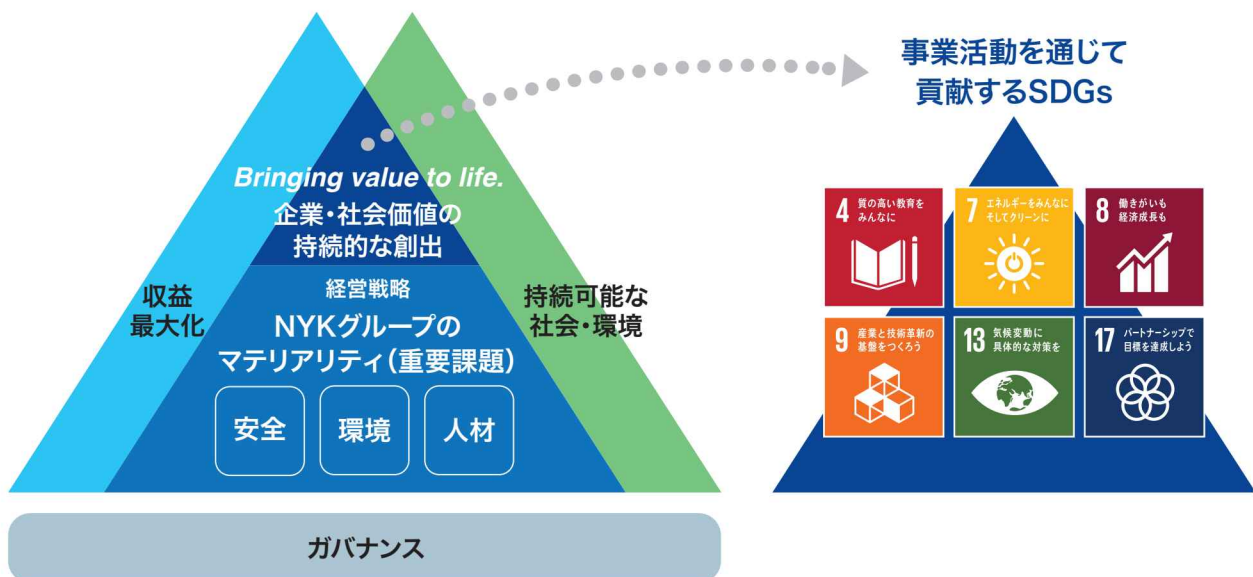 Bringing value to life.
企業・社会価値の
持続的な創出
収益
最大化
経営戦略
NYKグループの
マテリアリティ(重要課題)
安全
環境
人材
持続可能な
社会・環境
ガバナンス
事業活動を通じて
貢献するSDGs
4 質の高い教育を
みんなに
7 エネルギーをみんなに
そしてクリーンに
8 働きがいも
経済成長も
9 産業と技術革新の
基盤をつくろう
13 気候変動に
具体的な対策を
17 パートナーシップで
目標を達成しよう